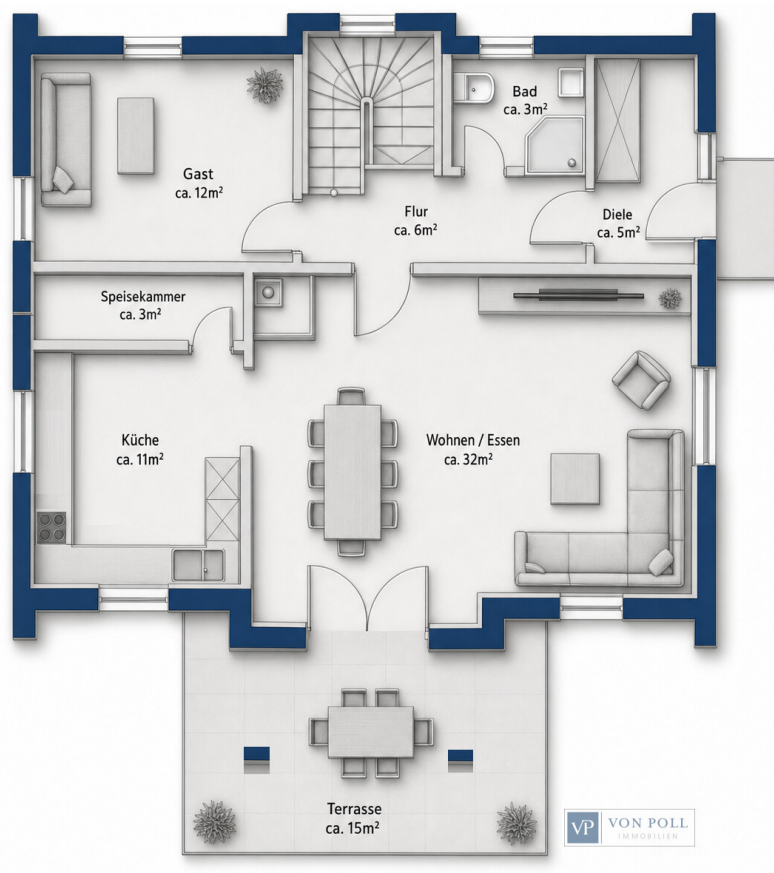 Bad
ca. 3m²
Gast
ca. 12m²
Flur
ca. 6m²
Diele
ca. 5m²
Speisekammer
ca. 3m²
Küche
ca. 11m²
Wohnen / Essen
ca. 32m²
Terrasse
ca. 15m²
VP VON POLL
IMMOBILIEN